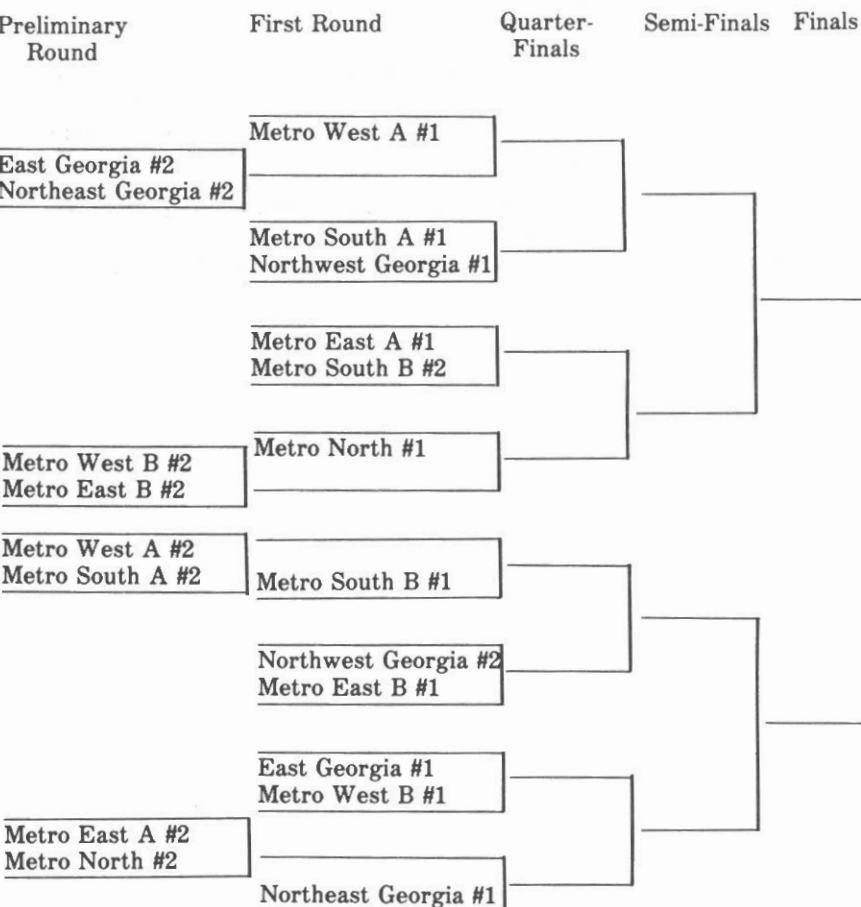 Preliminary
Round
First Round
Quarter-
Finals
Semi-Finals
Finals
Metro West A #1
East Georgia #2
Northeast Georgia #2
Metro South A #1
Northwest Georgia #1
Metro East A #1
Metro South B #2
Metro North #1
Metro West B #2
Metro East B #2
Metro West A #2
Metro South A #2
Metro South B #1
Northwest Georgia #2
Metro East B #1
East Georgia #1
Metro West B #1
Metro East A #2
Metro North #2
Northeast Georgia #1